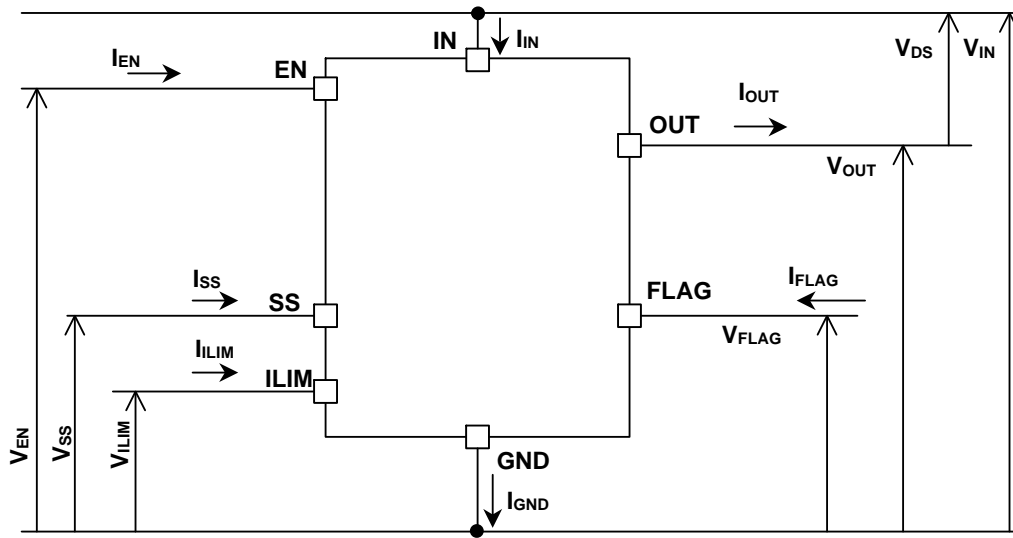 IN
IIN
VDS
VIN
IEN
EN
IOUT
OUT
VOUT
ISS
SS
FLAG
IFLAG
VFLAG
IILIM
ILIM
VEN
VSS
VILIM
GND
IGND